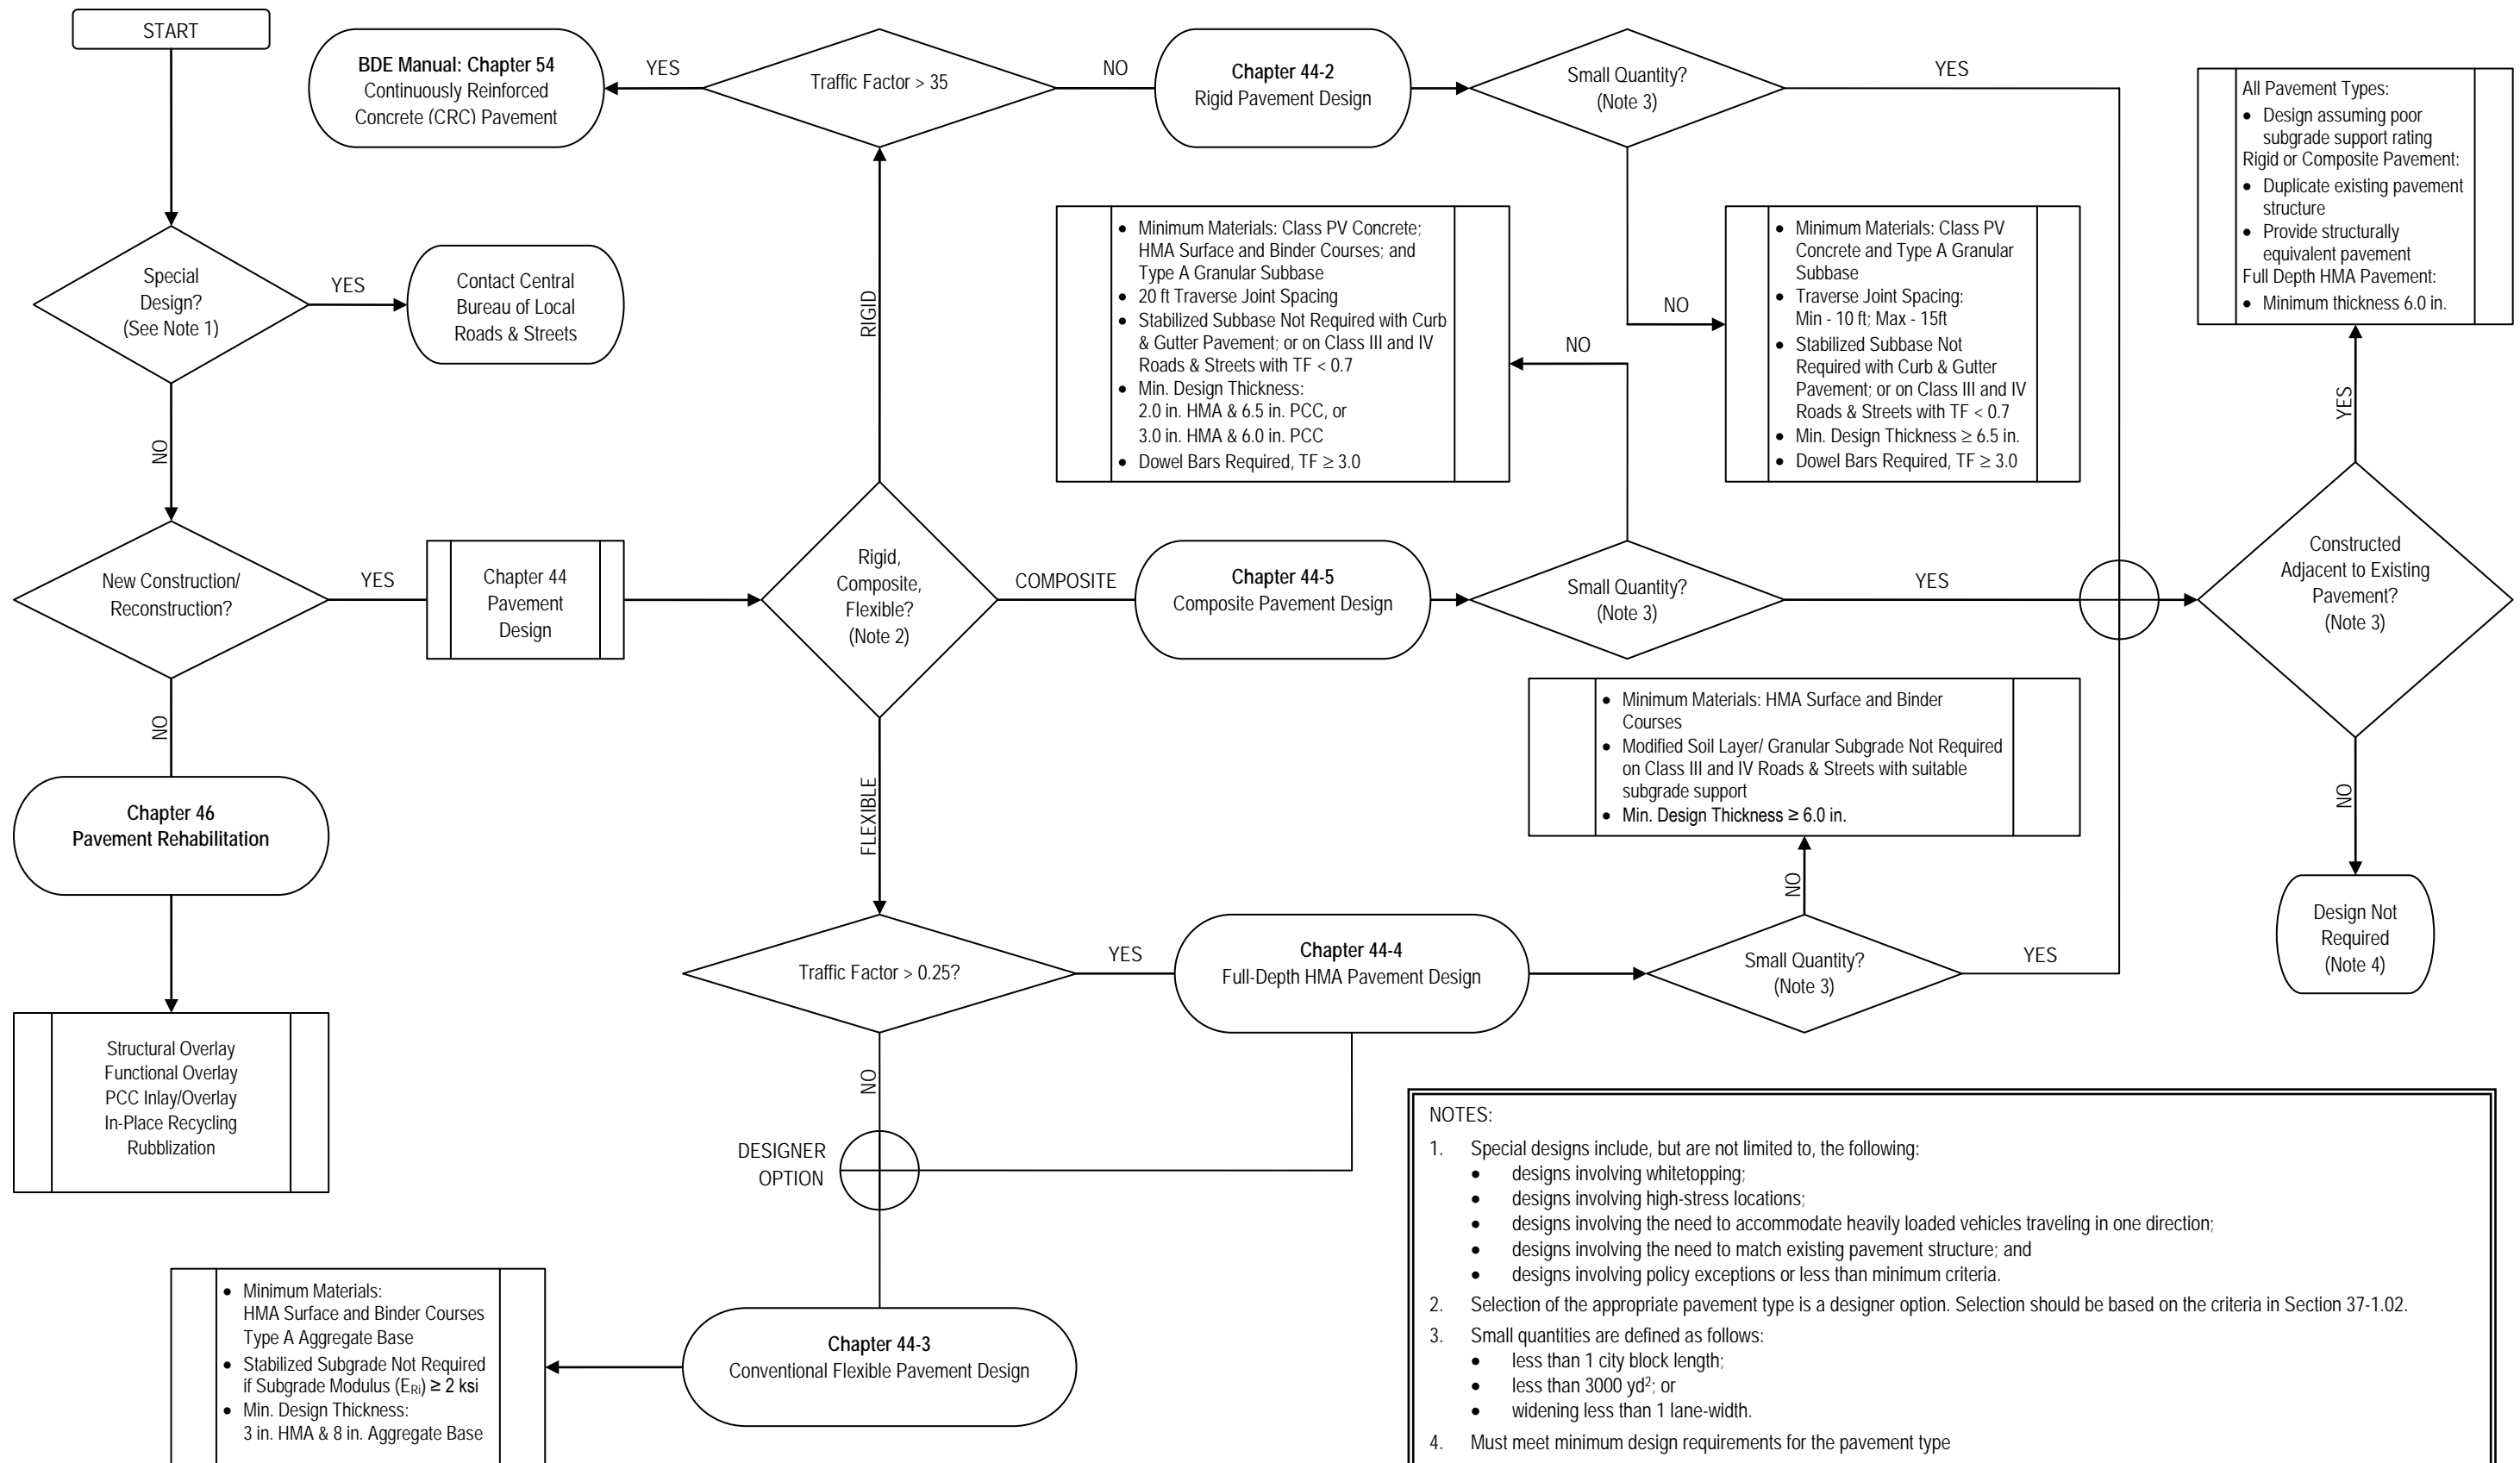 START
BDE Manual: Chapter 54
Continuously Reinforced
Concrete (CRC) Pavement
YES
Traffic Factor > 35
NO
Chapter 44-2
Rigid Pavement Design
Small Quantity?
(Note 3)
YES
NO
All Pavement Types:
• Design assuming poor
subgrade support rating
Rigid or Composite Pavement:
• Duplicate existing pavement
structure
• Provide structurally
equivalent pavement
Full Depth HMA Pavement:
• Minimum thickness 6.0 in.
• Minimum Materials: Class PV Concrete;
HMA Surface and Binder Courses; and
Type A Granular Subbase
• 20 ft Traverse Joint Spacing
• Stabilized Subbase Not Required with Curb
& Gutter Pavement; or on Class III and IV
Roads & Streets with TF < 0.7
• Min. Design Thickness:
2.0 in. HMA & 6.5 in. PCC, or
3.0 in. HMA & 6.0 in. PCC
• Dowel Bars Required, TF ≥ 3.0
• Minimum Materials: Class PV
Concrete and Type A Granular
Subbase
• Traverse Joint Spacing:
Min - 10 ft; Max - 15ft
• Stabilized Subbase Not
Required with Curb & Gutter
Pavement; or on Class III and IV
Roads & Streets with TF < 0.7
• Min. Design Thickness ≥ 6.5 in.
• Dowel Bars Required, TF ≥ 3.0
Special
Design?
(See Note 1)
YES
Contact Central
Bureau of Local
Roads & Streets
RIGID
NO
YES
NO
New Construction/
Reconstruction?
YES
Chapter 44
Pavement
Design
Rigid,
Composite,
Flexible?
(Note 2)
COMPOSITE
Chapter 44-5
Composite Pavement Design
Small Quantity?
(Note 3)
YES
Constructed
Adjacent to Existing
Pavement?
(Note 3)
NO
Chapter 46
Pavement Rehabilitation
FLEXIBLE
• Minimum Materials: HMA Surface and Binder
Courses
• Modified Soil Layer/ Granular Subgrade Not Required
on Class III and IV Roads & Streets with suitable
subgrade support
• Min. Design Thickness ≥ 6.0 in.
NO
NO
Traffic Factor > 0.25?
YES
Chapter 44-4
Full-Depth HMA Pavement Design
Small Quantity?
(Note 3)
YES
Design Not
Required
(Note 4)
Structural Overlay
Functional Overlay
PCC Inlay/Overlay
In-Place Recycling
Rubblization
NO
DESIGNER
OPTION
• Minimum Materials:
HMA Surface and Binder Courses
Type A Aggregate Base
• Stabilized Subgrade Not Required
if Subgrade Modulus (ERi) ≥ 2 ksi
• Min. Design Thickness:
3 in. HMA & 8 in. Aggregate Base
Chapter 44-3
Conventional Flexible Pavement Design
NOTES:
1. Special designs include, but are not limited to, the following:
• designs involving whitetopping;
• designs involving high-stress locations;
• designs involving the need to accommodate heavily loaded vehicles traveling in one direction;
• designs involving the need to match existing pavement structure; and
• designs involving policy exceptions or less than minimum criteria.
2. Selection of the appropriate pavement type is a designer option. Selection should be based on the criteria in Section 37-1.02.
3. Small quantities are defined as follows:
• less than 1 city block length;
• less than 3000 yd²; or
• widening less than 1 lane-width.
4. Must meet minimum design requirements for the pavement type